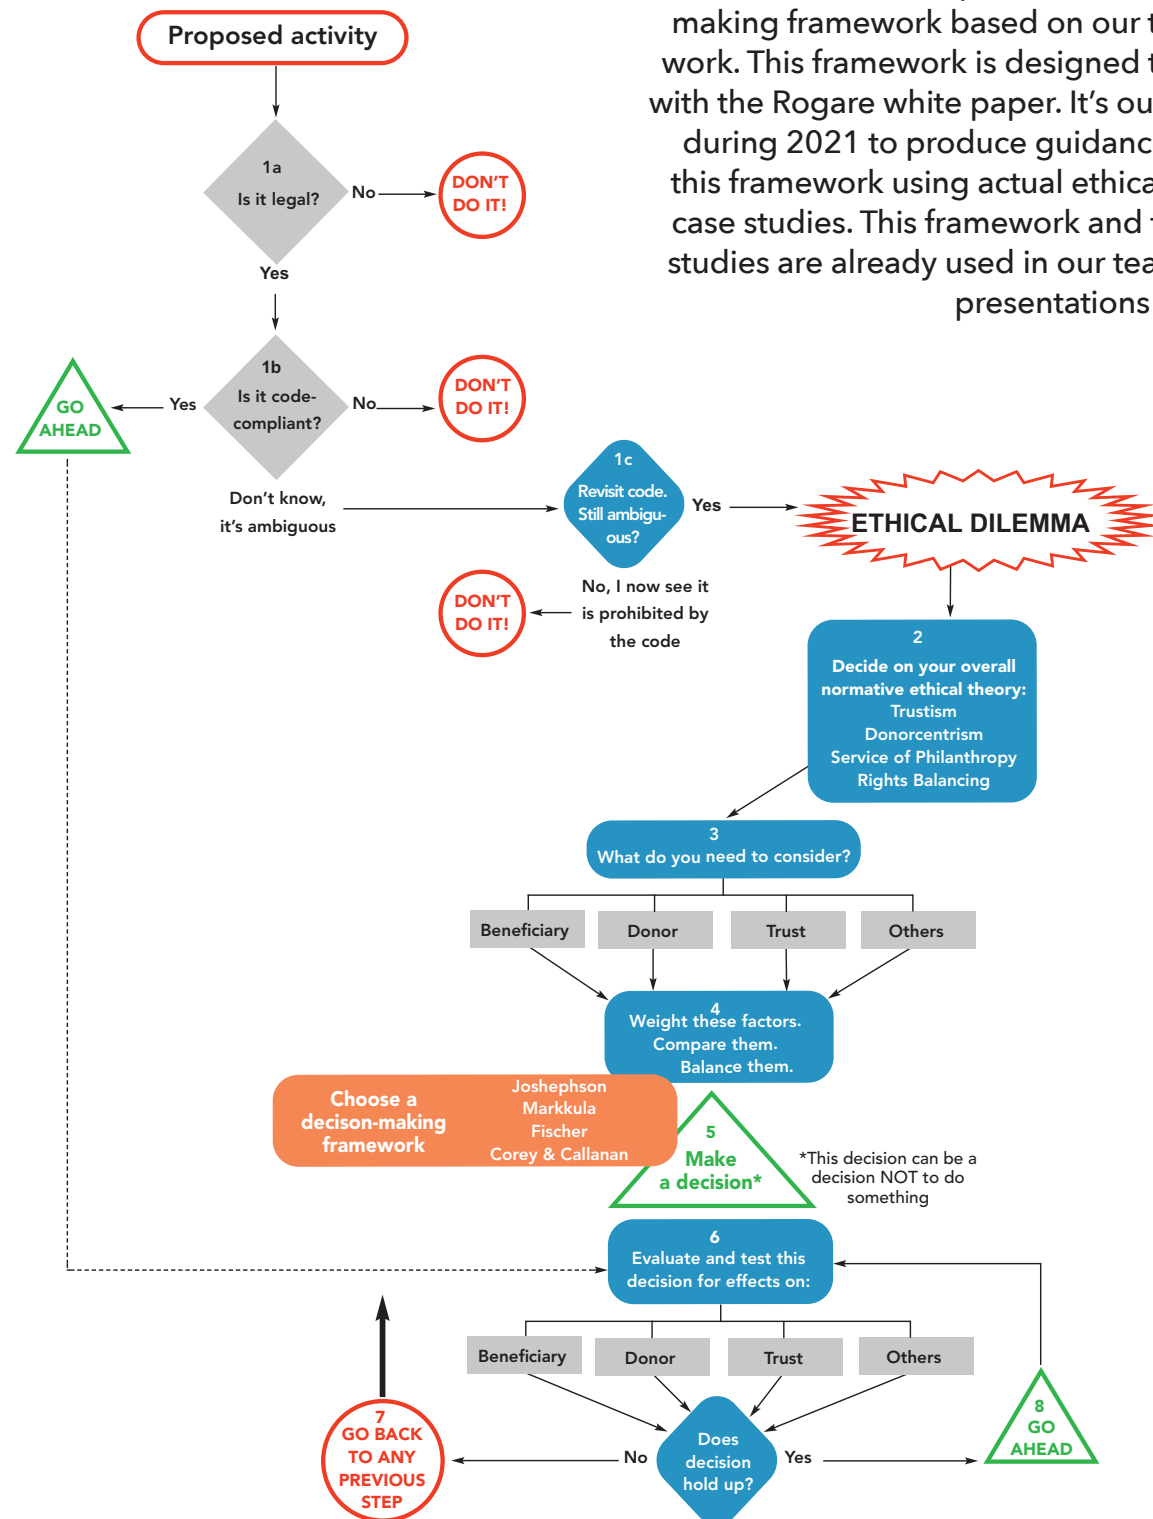 making framework based on our t
work. This framework is designed t
with the Rogare white paper. It’s ou
during 2021 to produce guidanc
this framework using actual ethica
case studies. This framework and
studies are already used in our tea
presentations
Proposed activity
1a
Is it legal?
No
DON’T
DO IT!
Yes
1b
Is it code-
compliant?
Yes
GO
AHEAD
No
DON’T
DO IT!
Don’t know,
it’s ambiguous
1c
Revisit code.
Still ambigu-
ous?
Yes
ETHICAL DILEMMA
No, I now see it
is prohibited by
the code
DON’T
DO IT!
2
Decide on your overall
normative ethical theory:
Trustism
Donorcentrism
Service of Philanthropy
Rights Balancing
3
What do you need to consider?
Beneficiary
Donor
Trust
Others
4
Weight these factors.
Compare them.
Balance them.
Choose a
decison-making
framework
Joshephson
Markkula
Fischer
Corey & Callanan
5
Make
a decision*
*This decision can be a
decision NOT to do
something
6
Evaluate and test this
decision for effects on:
Beneficiary
Donor
Trust
Others
Does
decision
hold up?
No
7
GO BACK
TO ANY
PREVIOUS
STEP
Yes
8
GO
AHEAD